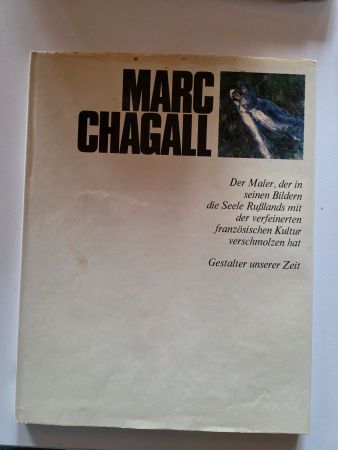 MARC
CHAGALL
Der Maler, der in
seinen Bildern
die Seele Rußlands mit
der verfeinerten
französischen Kultur
verschmolzen hat
Gestalter unserer Zeit